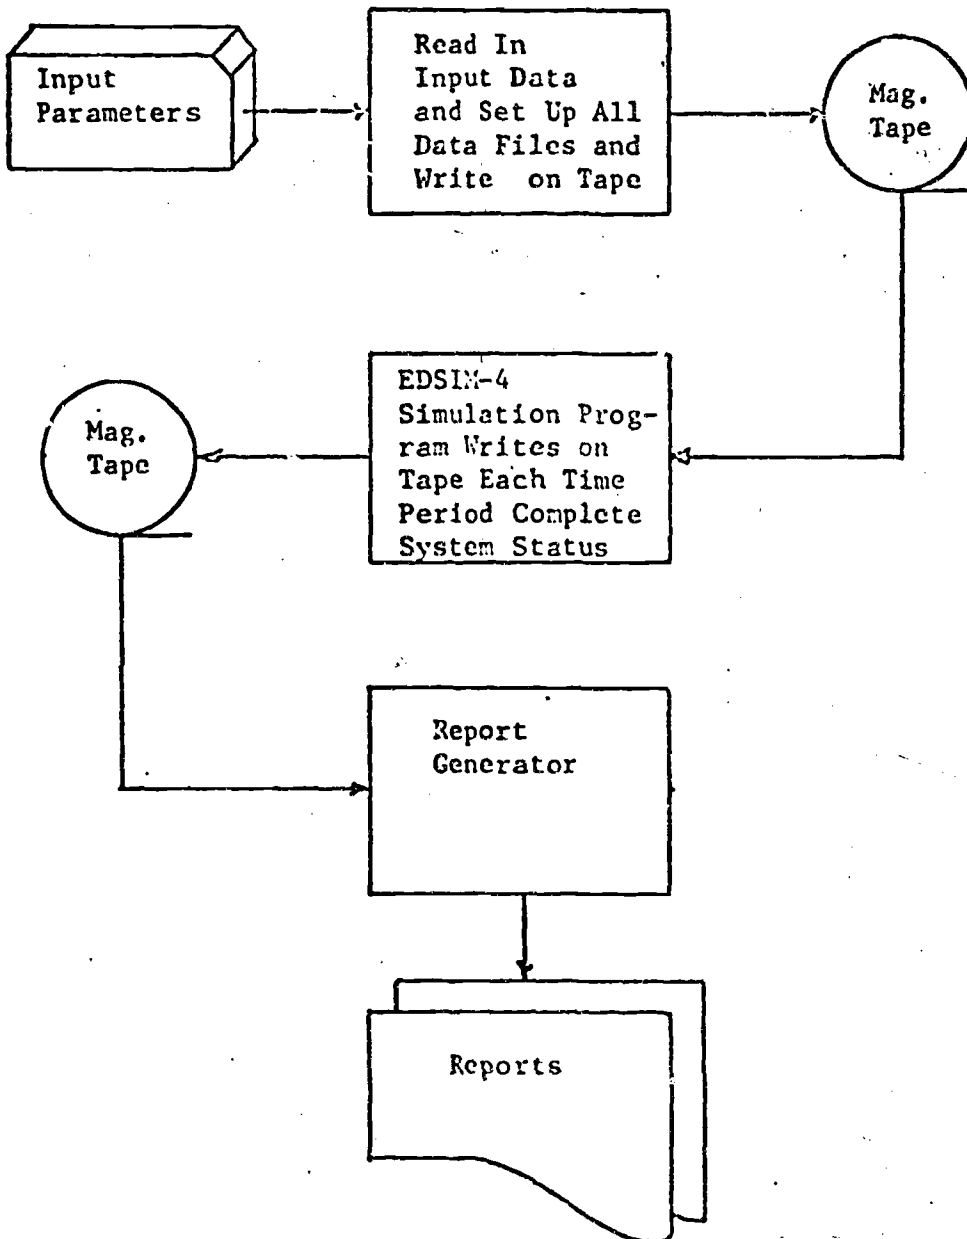 Input
Parameters
Read In
Input Data
and Set Up All
Data Files and
Write on Tape
Mag.
Tape
EDSIM-4
Simulation Prog-
ram Writes on
Tape Each Time
Period Complete
System Status
Mag.
Tape
Report
Generator
Reports